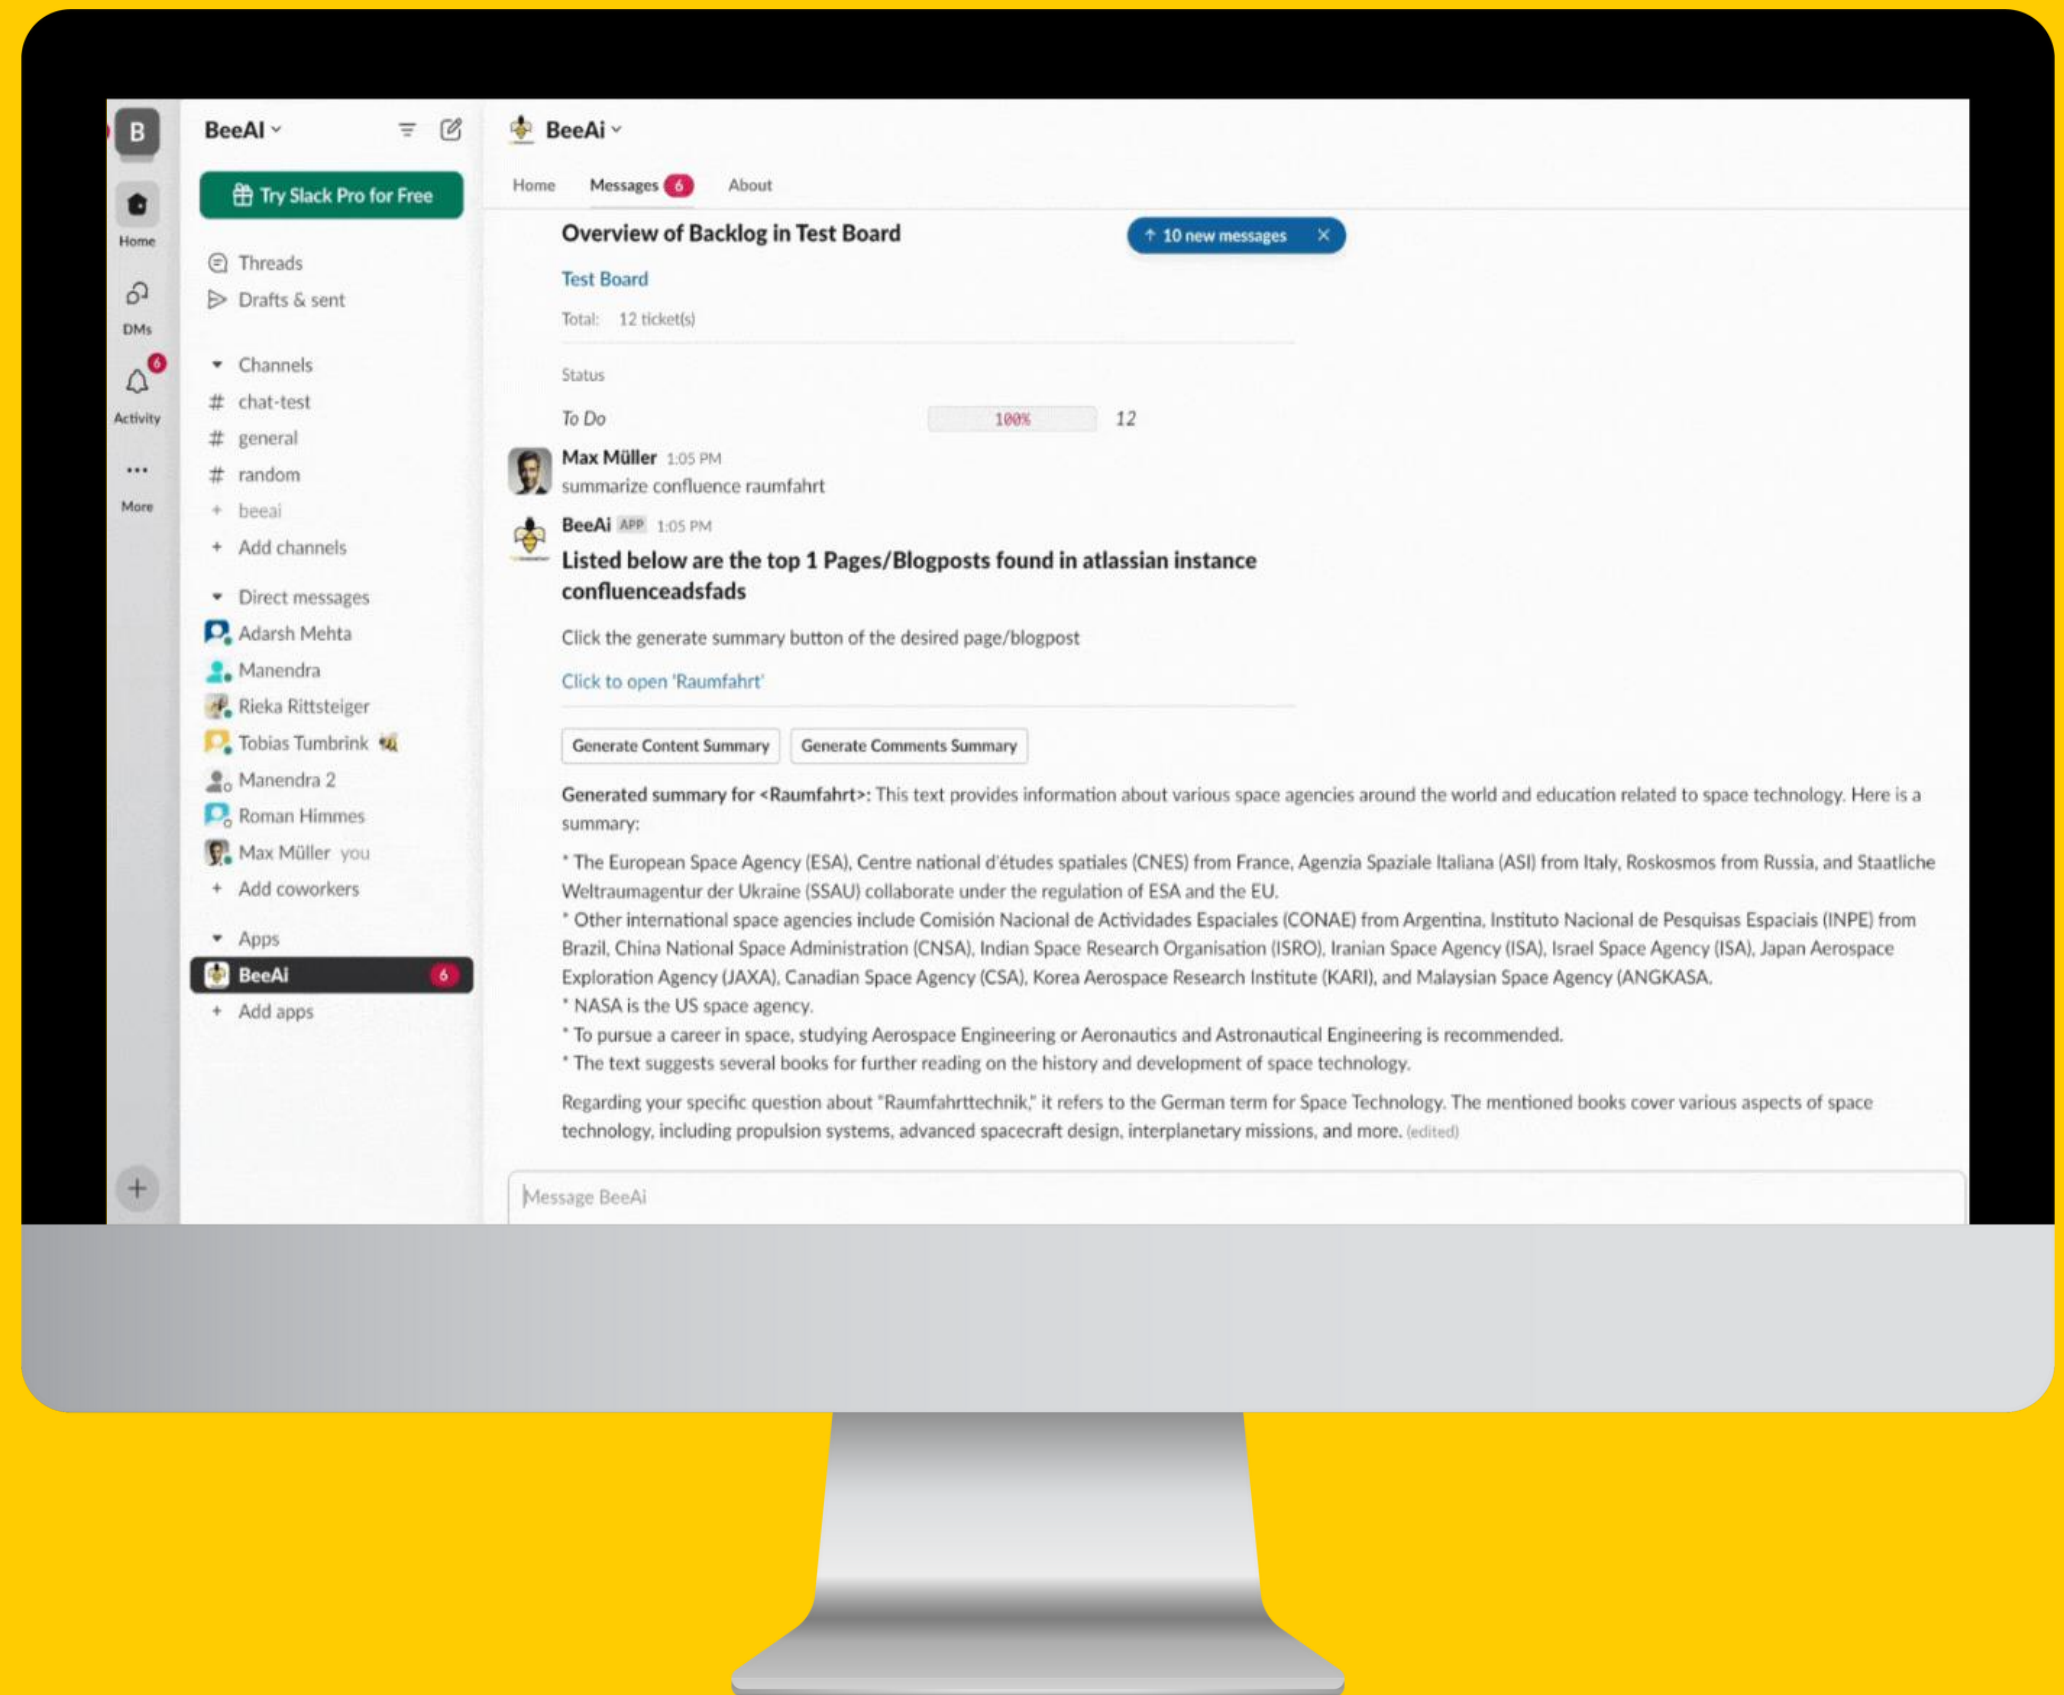 B
Home
DMs
6
Activity
More
BeeAI
Try Slack Pro for Free
Threads
Drafts & sent
Channels
# chat-test
# general
# random
+ beeai
+ Add channels
Direct messages
Adarsh Mehta
Manendra
Rieka Rittsteiger
Tobias Tumbrink
Manendra 2
Roman Himmes
Max Müller you
+ Add coworkers
Apps
BeeAi 6
+ Add apps
BeeAi
Home Messages 6 About
Overview of Backlog in Test Board
↑ 10 new messages ×
Test Board
Total: 12 ticket(s)
Status
To Do 100% 12
Max Müller 1:05 PM
summarize confluence raumfahrt
BeeAi APP 1:05 PM
Listed below are the top 1 Pages/Blogposts found in atlassian instance
confluenceadsfads
Click the generate summary button of the desired page/blogpost
Click to open 'Raumfahrt'
Generate Content Summary Generate Comments Summary
Generated summary for <Raumfahrt>: This text provides information about various space agencies around the world and education related to space technology. Here is a
summary:
* The European Space Agency (ESA), Centre national d'études spatiales (CNES) from France, Agenzia Spaziale Italiana (ASI) from Italy, Roskosmos from Russia, and Staatliche
Weltraumagentur der Ukraine (SSAU) collaborate under the regulation of ESA and the EU.
* Other international space agencies include Comisión Nacional de Actividades Espaciales (CONAE) from Argentina, Instituto Nacional de Pesquisas Espaciais (INPE) from
Brazil, China National Space Administration (CNSA), Indian Space Research Organisation (ISRO), Iranian Space Agency (ISA), Israel Space Agency (ISA), Japan Aerospace
Exploration Agency (JAXA), Canadian Space Agency (CSA), Korea Aerospace Research Institute (KARI), and Malaysian Space Agency (ANGKASA.
* NASA is the US space agency.
* To pursue a career in space, studying Aerospace Engineering or Aeronautics and Astronautical Engineering is recommended.
* The text suggests several books for further reading on the history and development of space technology.
Regarding your specific question about "Raumfahrttechnik," it refers to the German term for Space Technology. The mentioned books cover various aspects of space
technology, including propulsion systems, advanced spacecraft design, interplanetary missions, and more. (edited)
Message BeeAi